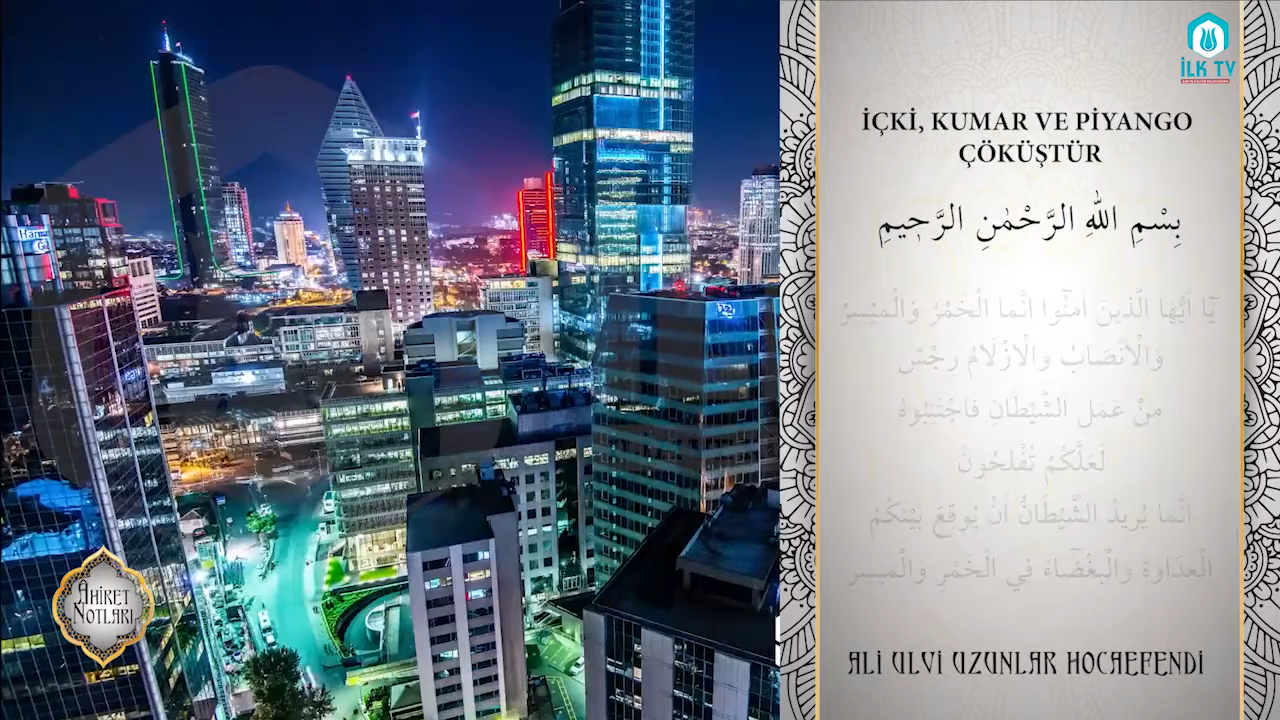 İLK TV
İÇKİ, KUMAR VE PİYANGO
ÇÖKÜŞTÜR
بِسْمِ اللّٰهِ الرَّحْمٰنِ الرَّح۪يمِ
يَٓا اَيُّهَا الَّذ۪ينَ اٰمَنُٓوا اِنَّمَا الْخَمْرُ وَالْمَيْسِرُ
وَالْاَنْصَابُ وَالْاَزْلَامُ رِجْسٌ
مِنْ عَمَلِ الشَّيْطَانِ فَاجْتَنِبُوهُ
لَعَلَّكُمْ تُفْلِحُونَ
اِنَّمَا يُر۪يدُ الشَّيْطَانُ اَنْ يُوقِعَ بَيْنَكُمُ
الْعَدَاوَةَ وَالْبَغْضَٓاءَ فِي الْخَمْرِ وَالْمَيْسِرِ
ALİ ULVİ UZUNLAR HOCAEFENDİ
AHİRET
NOTLARI